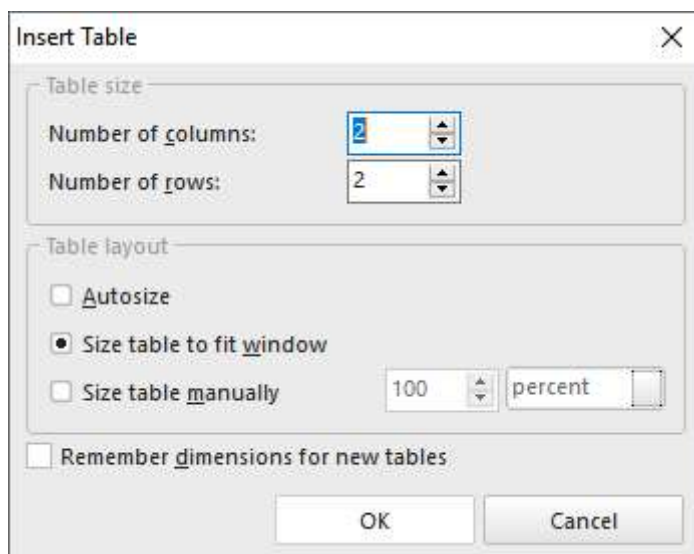 Insert Table
Table size
Number of columns: 2
Number of rows: 2
Table layout
Autosize
Size table to fit window
Size table manually 100 percent
Remember dimensions for new tables
OK Cancel